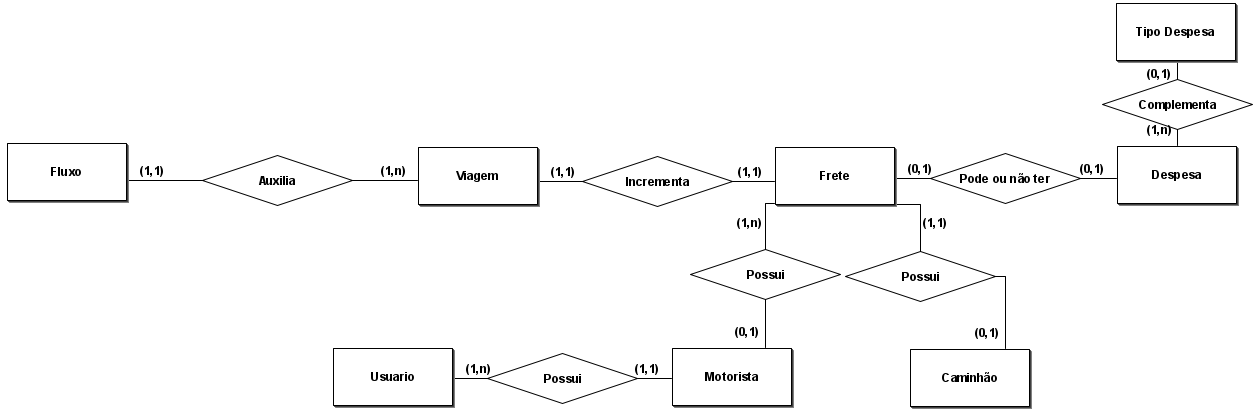 Tipo Despesa
(0,1)
Complementa
(1,n)
Fluxo
(1,1)
Auxilia
(1,n)
Viagem
(1,1)
Incrementa
(1,1)
Frete
(0,1)
Pode ou não ter
(0,1)
Despesa
(1,n)
(1,1)
Possui
Possui
(0,1)
(0,1)
Usuario
(1,n)
Possui
(1,1)
Motorista
Caminhão